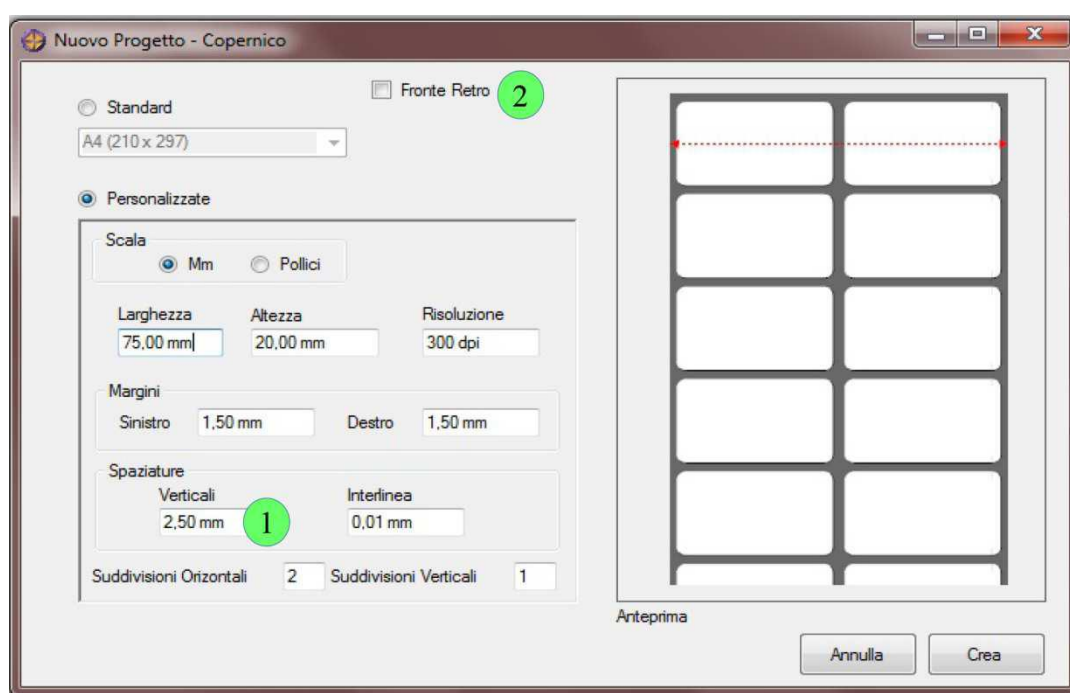 Nuovo Progetto - Copernico
Fronte Retro 2
Standard
A4 (210 x 297)
Personalizzate
Scala
Mm Pollici
Larghezza Altezza Risoluzione
75,00 mm 20,00 mm 300 dpi
Margini
Sinistro 1,50 mm Destro 1,50 mm
Spaziature
Verticali Interlinea
2,50 mm 1 0,01 mm
Suddivisioni Orizontali 2 Suddivisioni Verticali 1
Anteprima
Annulla Crea